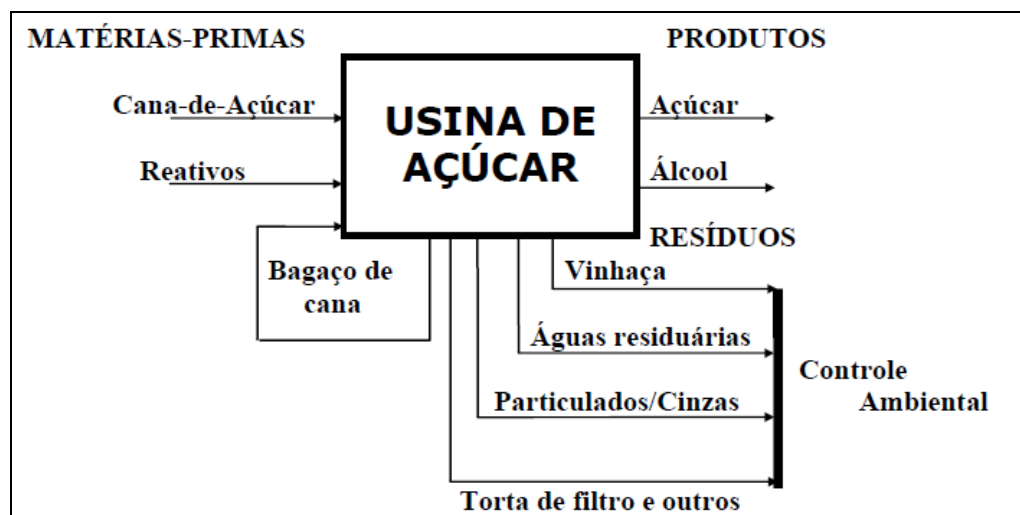 MATÉRIAS-PRIMAS
PRODUTOS
Cana-de-Açúcar
USINA DE
AÇÚCAR
Açúcar
Reativos
Álcool
RESÍDUOS
Bagaço de
cana
Vinhaça
Águas residuárias
Controle
Ambiental
Particulados/Cinzas
Torta de filtro e outros